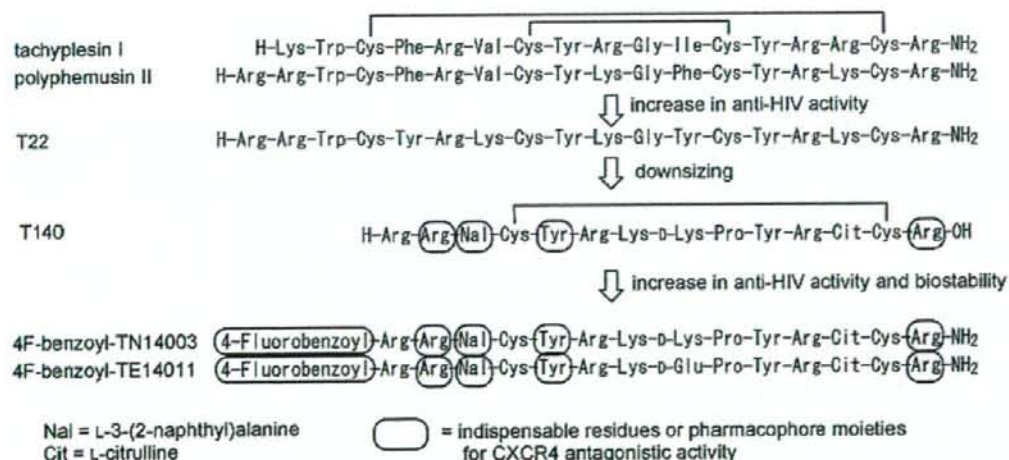 tachyplesin I H-Lys-Trp-Cys-Phe-Arg-Val-Cys-Tyr-Arg-Gly-Ile-Cys-Tyr-Arg-Arg-Cys-Arg-NH2
polyphemusin II H-Arg-Arg-Trp-Cys-Phe-Arg-Val-Cys-Tyr-Lys-Gly-Phe-Cys-Tyr-Arg-Lys-Cys-Arg-NH2
increase in anti-HIV activity
T22 H-Arg-Arg-Trp-Cys-Tyr-Arg-Lys-Cys-Tyr-Lys-Gly-Tyr-Cys-Tyr-Arg-Lys-Cys-Arg-NH2
downsizing
T140 H-Arg-Arg-Nal-Cys-Tyr-Arg-Lys-D-Lys-Pro-Tyr-Arg-Cit-Cys-Arg-OH
increase in anti-HIV activity and biostability
4F-benzoyl-TN14003 4-Fluorobenzoyl-Arg-Arg-Nal-Cys-Tyr-Arg-Lys-D-Lys-Pro-Tyr-Arg-Cit-Cys-Arg-NH2
4F-benzoyl-TE14011 4-Fluorobenzoyl-Arg-Arg-Nal-Cys-Tyr-Arg-Lys-D-Glu-Pro-Tyr-Arg-Cit-Cys-Arg-NH2
Nal = L-3-(2-naphthyl)alanine = indispensable residues or pharmacophore moieties
Cit = L-citrulline for CXCR4 antagonistic activity